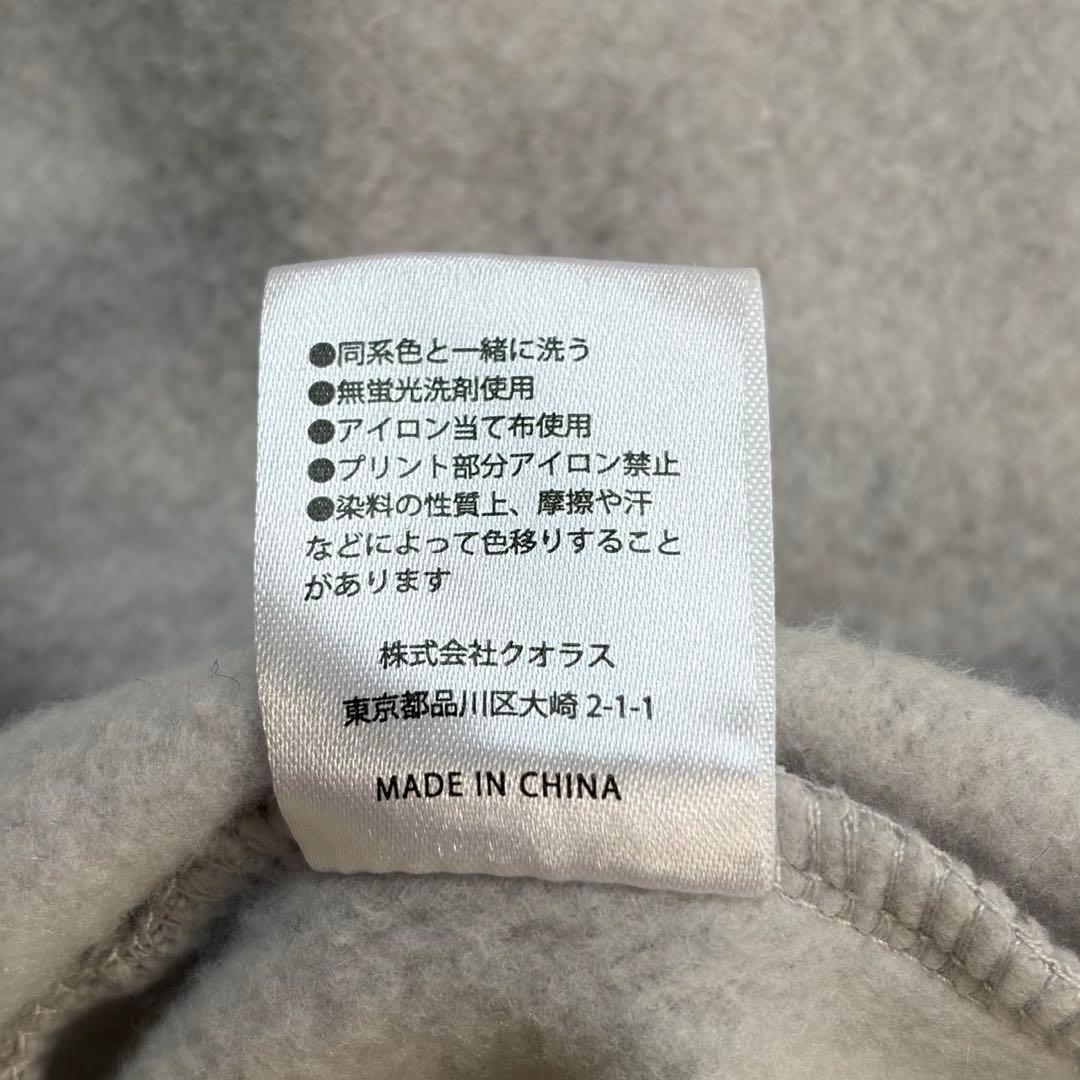 ●同系色と一緒に洗う
●無蛍光洗剤使用
●アイロン当て布使用
●プリント部分アイロン禁止
●染料の性質上、摩擦や汗
などによって色移りすること
があります
株式会社クオラス
東京都品川区大崎 2-1-1
MADE IN CHINA